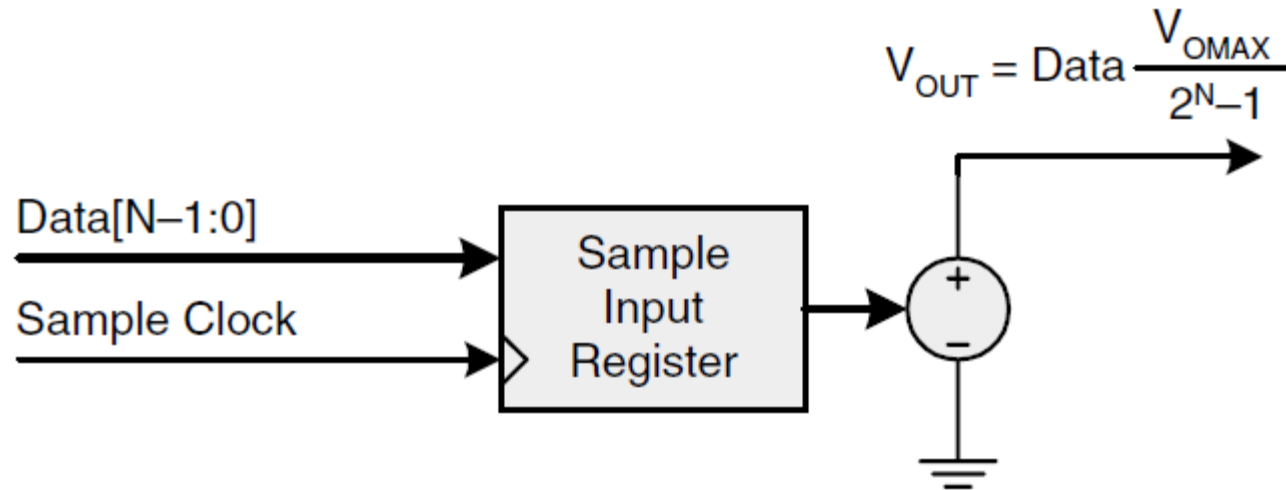 V_OUT = Data V_OMAX / 2^N–1
Data[N–1:0]
Sample Clock
Sample
Input
Register
+
–